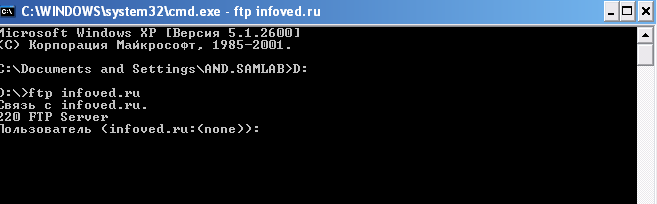 C:\WINDOWS\system32\cmd.exe - ftp infoved.ru
Microsoft Windows XP [Версия 5.1.2600]
(C) Корпорация Майкрософт, 1985-2001.
C:\Documents and Settings\AND.SAMLAB>D:
D:\>ftp infoved.ru
Связь с infoved.ru.
220 FTP Server
Пользователь (infoved.ru:(none)):